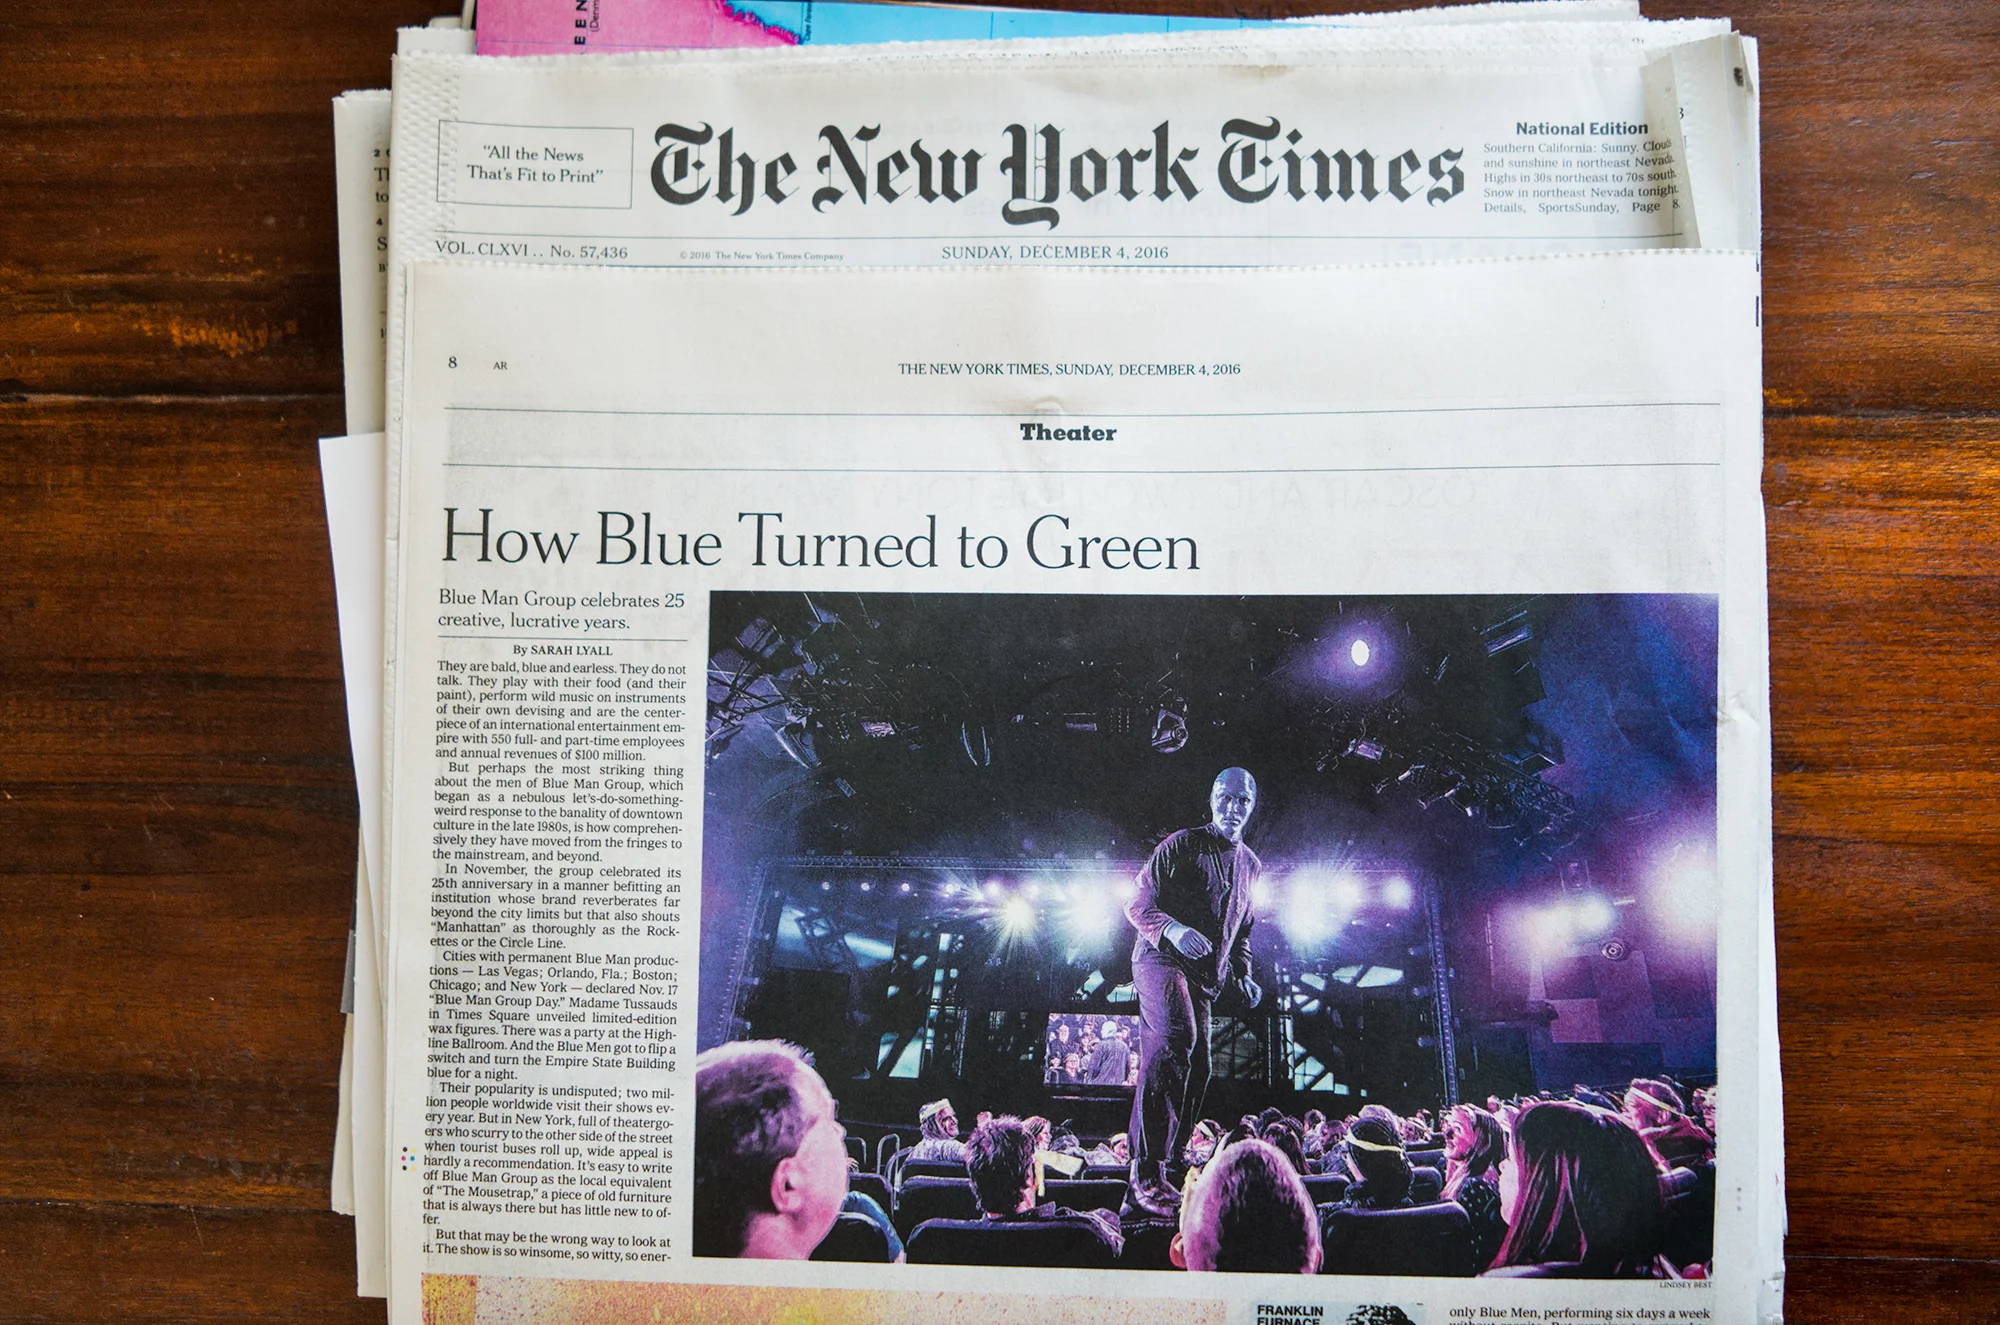 E E N
"All the News
That's Fit to Print"
The New York Times
National Edition
Southern California: Sunny. Clouds
and sunshine in northeast Nevada.
Highs in 30s northeast to 70s south.
Snow in northeast Nevada tonight.
Details, SportsSunday, Page 8.
VOL. CLXVI . . No. 57,436
© 2016 The New York Times Company
SUNDAY, DECEMBER 4, 2016
8
AR
THE NEW YORK TIMES, SUNDAY, DECEMBER 4, 2016
Theater
How Blue Turned to Green
Blue Man Group celebrates 25
creative, lucrative years.
By SARAH LYALL
They are bald, blue and earless. They do not
talk. They play with their food (and their
paint), perform wild music on instruments
of their own devising and are the center-
piece of an international entertainment em-
pire with 550 full- and part-time employees
and annual revenues of $100 million.
But perhaps the most striking thing
about the men of Blue Man Group, which
began as a nebulous let's-do-something-
weird response to the banality of downtown
culture in the late 1980s, is how comprehen-
sively they have moved from the fringes to
the mainstream, and beyond.
In November, the group celebrated its
25th anniversary in a manner befitting an
institution whose brand reverberates far
beyond the city limits but that also shouts
"Manhattan" as thoroughly as the Rock-
ettes or the Circle Line.
Cities with permanent Blue Man produc-
tions — Las Vegas; Orlando, Fla.; Boston;
Chicago; and New York — declared Nov. 17
"Blue Man Group Day." Madame Tussauds
in Times Square unveiled limited-edition
wax figures. There was a party at the High-
line Ballroom. And the Blue Men got to flip a
switch and turn the Empire State Building
blue for a night.
Their popularity is undisputed; two mil-
lion people worldwide visit their shows ev-
ery year. But in New York, full of theatergo-
ers who scurry to the other side of the street
when tourist buses roll up, wide appeal is
hardly a recommendation. It's easy to write
off Blue Man Group as the local equivalent
of "The Mousetrap," a piece of old furniture
that is always there but has little new to of-
fer.
But that may be the wrong way to look at
it. The show is so winsome, so witty, so ener-
LINDSEY BEST
FRANKLIN
FURNACE
only Blue Men, performing six days a week